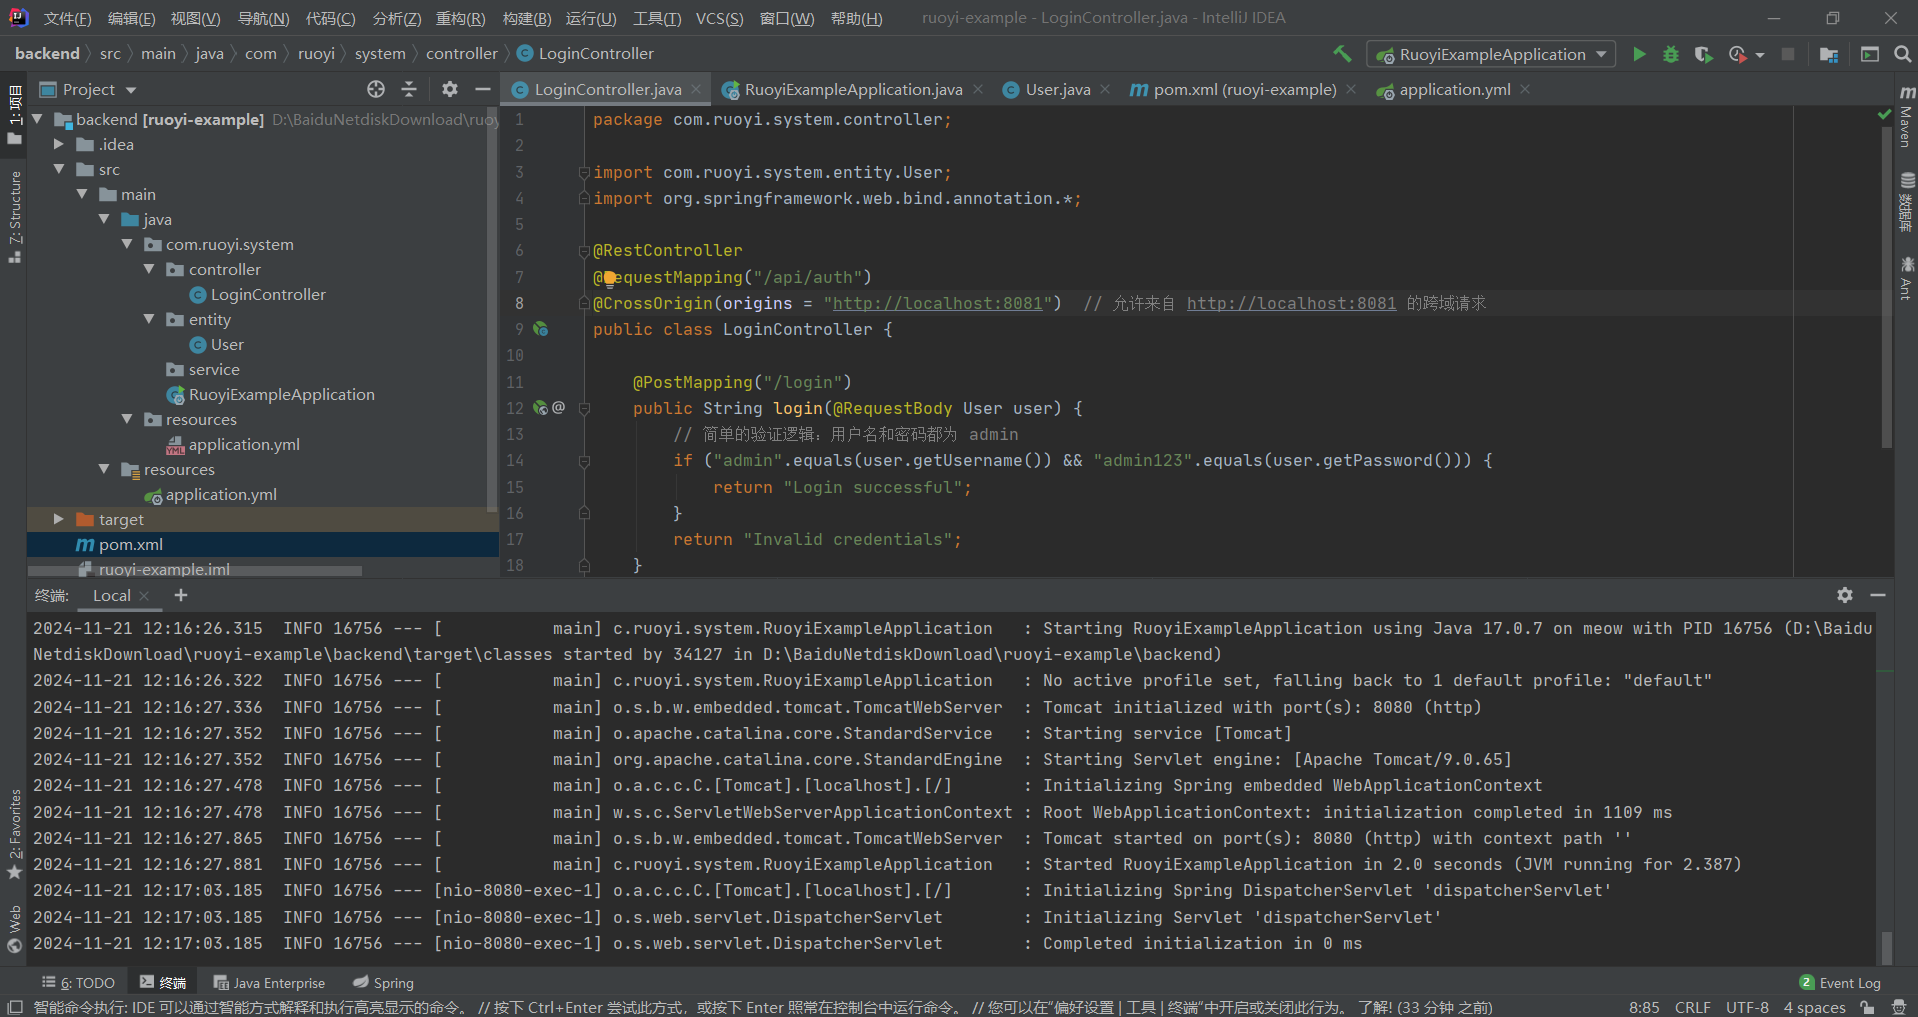 文件(F) 编辑(E) 视图(V) 导航(N) 代码(C) 分析(Z) 重构(R) 构建(B) 运行(U) 工具(T) VCS(S) 窗口(W) 帮助(H) ruoyi-example - LoginController.java - IntelliJ IDEA
backend src main java com ruoyi system controller LoginController RuoyiExampleApplication
1: 项目
7: Structure
2: Favorites
Web
Project
backend [ruoyi-example] D:\BaiduNetdiskDownload\ruoy
.idea
src
main
java
com.ruoyi.system
controller
LoginController
entity
User
service
RuoyiExampleApplication
resources
application.yml
resources
application.yml
target
pom.xml
ruoyi-example.iml
LoginController.java RuoyiExampleApplication.java User.java pom.xml (ruoyi-example) application.yml
1 package com.ruoyi.system.controller;
2
3 import com.ruoyi.system.entity.User;
4 import org.springframework.web.bind.annotation.*;
5
6 @RestController
7 @RequestMapping("/api/auth")
8 @CrossOrigin(origins = "http://localhost:8081") // 允许来自 http://localhost:8081 的跨域请求
9 public class LoginController {
10
11 @PostMapping("/login")
12 public String login(@RequestBody User user) {
13 // 简单的验证逻辑：用户名和密码都为 admin
14 if ("admin".equals(user.getUsername()) && "admin123".equals(user.getPassword())) {
15 return "Login successful";
16 }
17 return "Invalid credentials";
18 }
Maven
数据库
Ant
终端: Local
2024-11-21 12:16:26.315 INFO 16756 --- [ main] c.ruoyi.system.RuoyiExampleApplication : Starting RuoyiExampleApplication using Java 17.0.7 on meow with PID 16756 (D:\Baidu
NetdiskDownload\ruoyi-example\backend\target\classes started by 34127 in D:\BaiduNetdiskDownload\ruoyi-example\backend)
2024-11-21 12:16:26.322 INFO 16756 --- [ main] c.ruoyi.system.RuoyiExampleApplication : No active profile set, falling back to 1 default profile: "default"
2024-11-21 12:16:27.336 INFO 16756 --- [ main] o.s.b.w.embedded.tomcat.TomcatWebServer : Tomcat initialized with port(s): 8080 (http)
2024-11-21 12:16:27.352 INFO 16756 --- [ main] o.apache.catalina.core.StandardService : Starting service [Tomcat]
2024-11-21 12:16:27.352 INFO 16756 --- [ main] org.apache.catalina.core.StandardEngine : Starting Servlet engine: [Apache Tomcat/9.0.65]
2024-11-21 12:16:27.478 INFO 16756 --- [ main] o.a.c.c.C.[Tomcat].[localhost].[/] : Initializing Spring embedded WebApplicationContext
2024-11-21 12:16:27.478 INFO 16756 --- [ main] w.s.c.ServletWebServerApplicationContext : Root WebApplicationContext: initialization completed in 1109 ms
2024-11-21 12:16:27.865 INFO 16756 --- [ main] o.s.b.w.embedded.tomcat.TomcatWebServer : Tomcat started on port(s): 8080 (http) with context path ''
2024-11-21 12:16:27.881 INFO 16756 --- [ main] c.ruoyi.system.RuoyiExampleApplication : Started RuoyiExampleApplication in 2.0 seconds (JVM running for 2.387)
2024-11-21 12:17:03.185 INFO 16756 --- [nio-8080-exec-1] o.a.c.c.C.[Tomcat].[localhost].[/] : Initializing Spring DispatcherServlet 'dispatcherServlet'
2024-11-21 12:17:03.185 INFO 16756 --- [nio-8080-exec-1] o.s.web.servlet.DispatcherServlet : Initializing Servlet 'dispatcherServlet'
2024-11-21 12:17:03.185 INFO 16756 --- [nio-8080-exec-1] o.s.web.servlet.DispatcherServlet : Completed initialization in 0 ms
6: TODO 终端 Java Enterprise Spring 2 Event Log
智能命令执行: IDE 可以通过智能方式解释和执行高亮显示的命令。 // 按下 Ctrl+Enter 尝试此方式，或按下 Enter 照常在控制台中运行命令。 // 您可以在“偏好设置 | 工具 | 终端”中开启或关闭此行为。 了解! (33 分钟 之前) 8:85 CRLF UTF-8 4 spaces